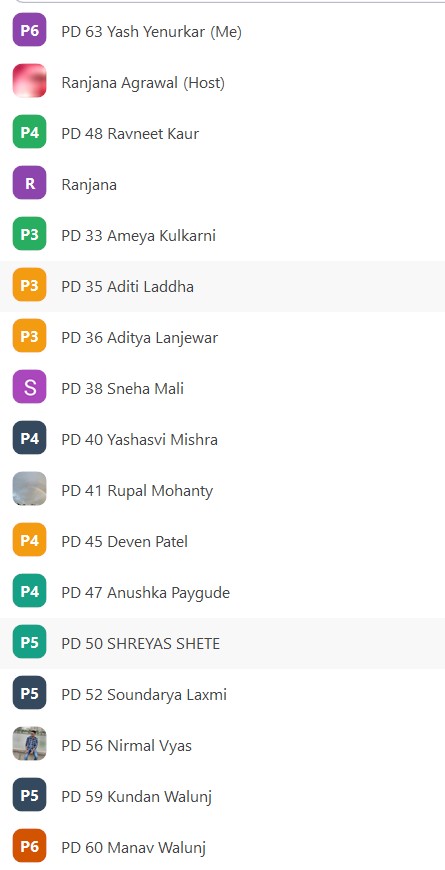 P6 PD 63 Yash Yenurkar (Me)
Ranjana Agrawal (Host)
P4 PD 48 Ravneet Kaur
R Ranjana
P3 PD 33 Ameya Kulkarni
P3 PD 35 Aditi Laddha
P3 PD 36 Aditya Lanjewar
S PD 38 Sneha Mali
P4 PD 40 Yashasvi Mishra
PD 41 Rupal Mohanty
P4 PD 45 Deven Patel
P4 PD 47 Anushka Paygude
P5 PD 50 SHREYAS SHETE
P5 PD 52 Soundarya Laxmi
PD 56 Nirmal Vyas
P5 PD 59 Kundan Walunj
P6 PD 60 Manav Walunj